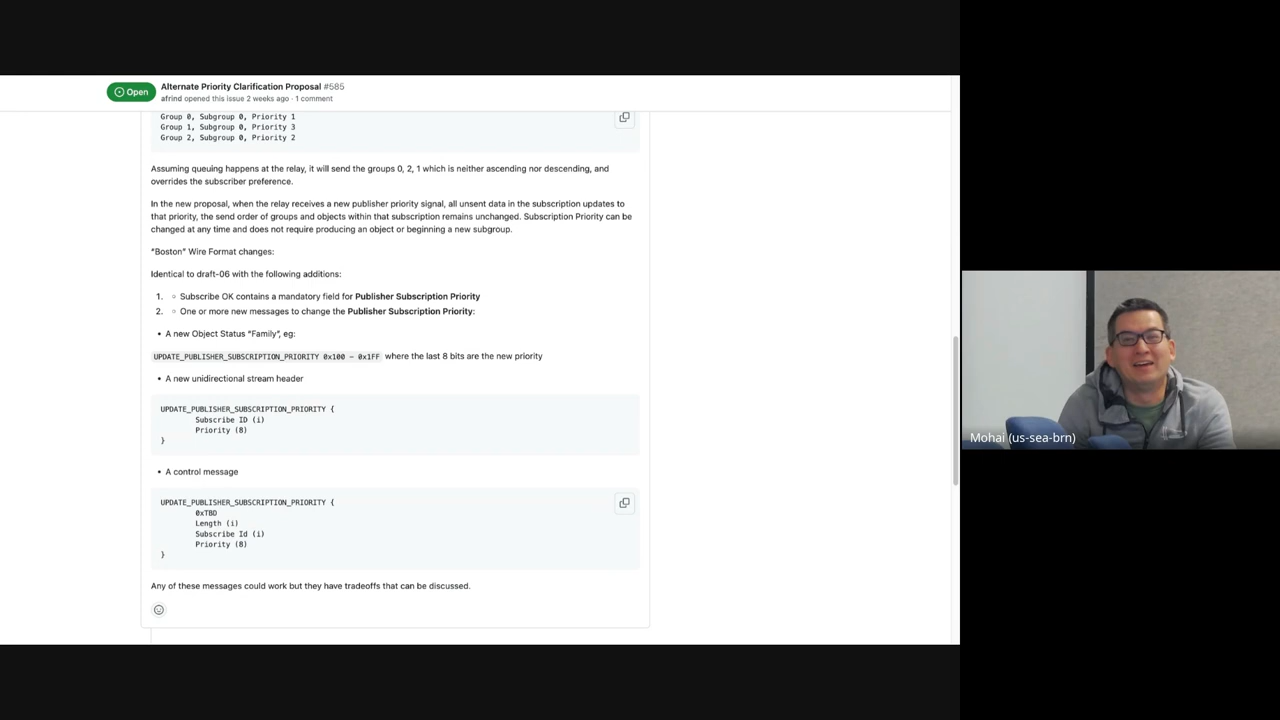 Open
Alternate Priority Clarification Proposal #585
afrind opened this issue 2 weeks ago · 1 comment
Group 0, Subgroup 0, Priority 1
Group 1, Subgroup 0, Priority 3
Group 2, Subgroup 0, Priority 2
Assuming queuing happens at the relay, it will send the groups 0, 2, 1 which is neither ascending nor descending, and
overrides the subscriber preference.
In the new proposal, when the relay receives a new publisher priority signal, all unsent data in the subscription updates to
that priority, the send order of groups and objects within that subscription remains unchanged. Subscription Priority can be
changed at any time and does not require producing an object or beginning a new subgroup.
“Boston” Wire Format changes:
Identical to draft-06 with the following additions:
1. ○ Subscribe OK contains a mandatory field for Publisher Subscription Priority
2. ○ One or more new messages to change the Publisher Subscription Priority:
• A new Object Status “Family”, eg:
UPDATE_PUBLISHER_SUBSCRIPTION_PRIORITY 0x100 – 0x1FF where the last 8 bits are the new priority
• A new unidirectional stream header
UPDATE_PUBLISHER_SUBSCRIPTION_PRIORITY {
Subscribe ID (i)
Priority (8)
}
• A control message
UPDATE_PUBLISHER_SUBSCRIPTION_PRIORITY {
0xTBD
Length (i)
Subscribe Id (i)
Priority (8)
}
Any of these messages could work but they have tradeoffs that can be discussed.
Mohai (us-sea-brn)